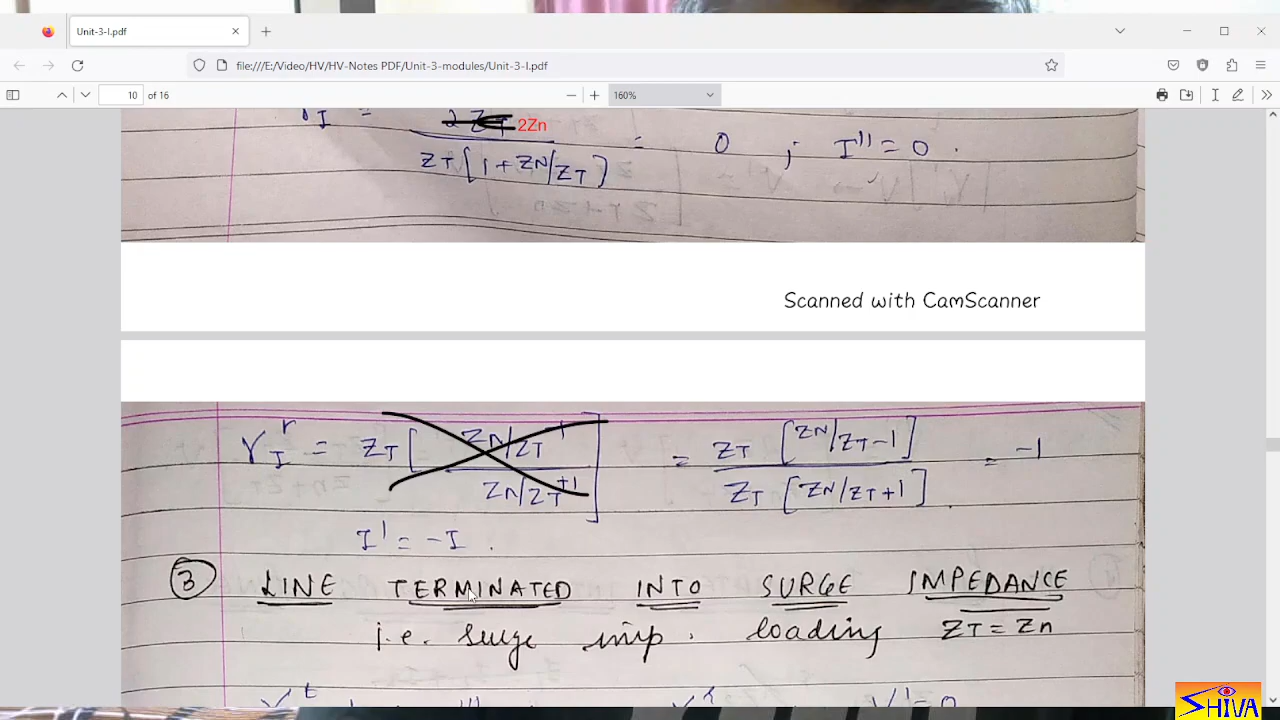 Unit-3-I.pdf
file:///E:/Video/HV/HV-Notes PDF/Unit-3-modules/Unit-3-I.pdf
10 of 16
160%
2Zn
ZT[1+ZN/ZT] = 0 ; I'' = 0 .
Scanned with CamScanner
γI^r = ZT[ZN/ZT-1 / ZN/ZT+1] = ZT [ZN/ZT-1] / ZT [ZN/ZT+1] = -1
I' = -I .
③ LINE TERMINATED INTO SURGE IMPEDANCE
i.e. surge imp. loading ZT = Zn
SHIVA